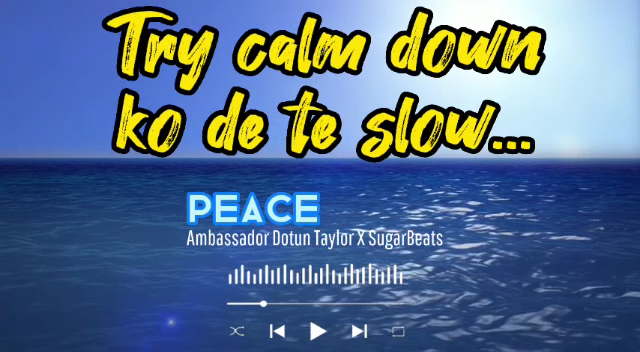 Try calm down
ko de te slow...
PEACE
Ambassador Dotun Taylor X SugarBeats